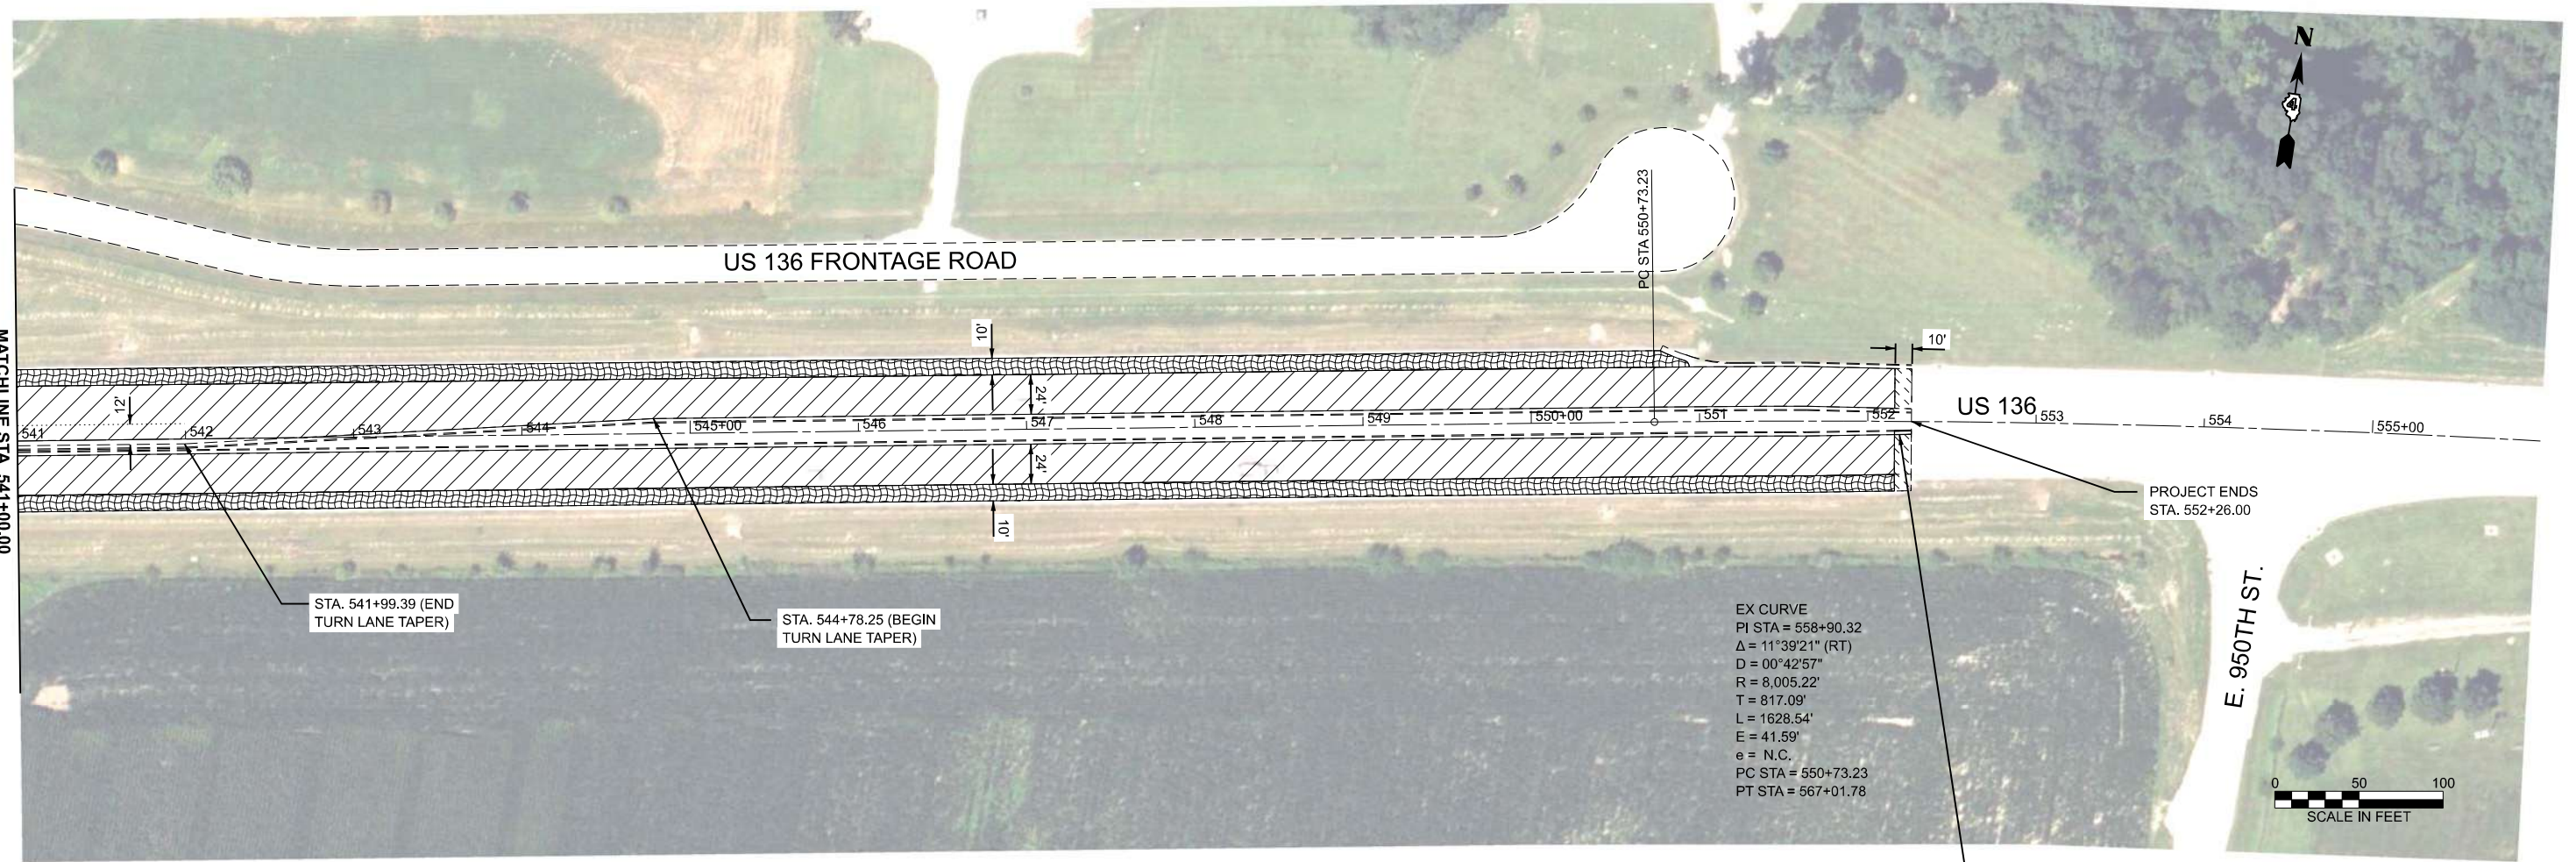 N
4
US 136 FRONTAGE ROAD
PC STA 550+73.23
10'
10'
12'
24'
541
542
543
544
545+00
546
547
548
549
550+00
551
552
US 136
553
554
555+00
24'
10'
MATCHLINE STA. 541+00.00
PROJECT ENDS
STA. 552+26.00
STA. 541+99.39 (END
TURN LANE TAPER)
STA. 544+78.25 (BEGIN
TURN LANE TAPER)
EX CURVE
PI STA = 558+90.32
Δ = 11°39'21" (RT)
D = 00°42'57"
R = 8,005.22'
T = 817.09'
L = 1628.54'
E = 41.59'
e = N.C.
PC STA = 550+73.23
PT STA = 567+01.78
E. 950TH ST.
0 50 100
SCALE IN FEET